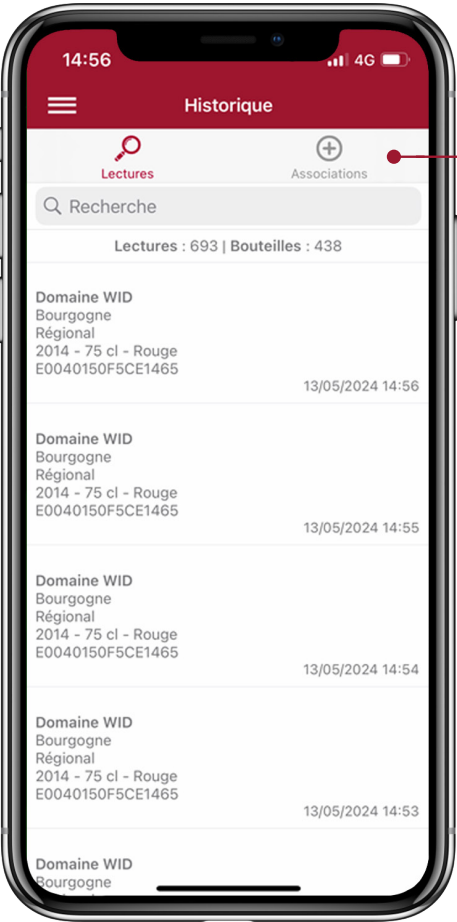 14:56
4G
Historique
Lectures
Associations
Recherche
Lectures : 693 | Bouteilles : 438
Domaine WID
Bourgogne
Régional
2014 - 75 cl - Rouge
E0040150F5CE1465
13/05/2024 14:56
Domaine WID
Bourgogne
Régional
2014 - 75 cl - Rouge
E0040150F5CE1465
13/05/2024 14:55
Domaine WID
Bourgogne
Régional
2014 - 75 cl - Rouge
E0040150F5CE1465
13/05/2024 14:54
Domaine WID
Bourgogne
Régional
2014 - 75 cl - Rouge
E0040150F5CE1465
13/05/2024 14:53
Domaine WID
Bourgogne